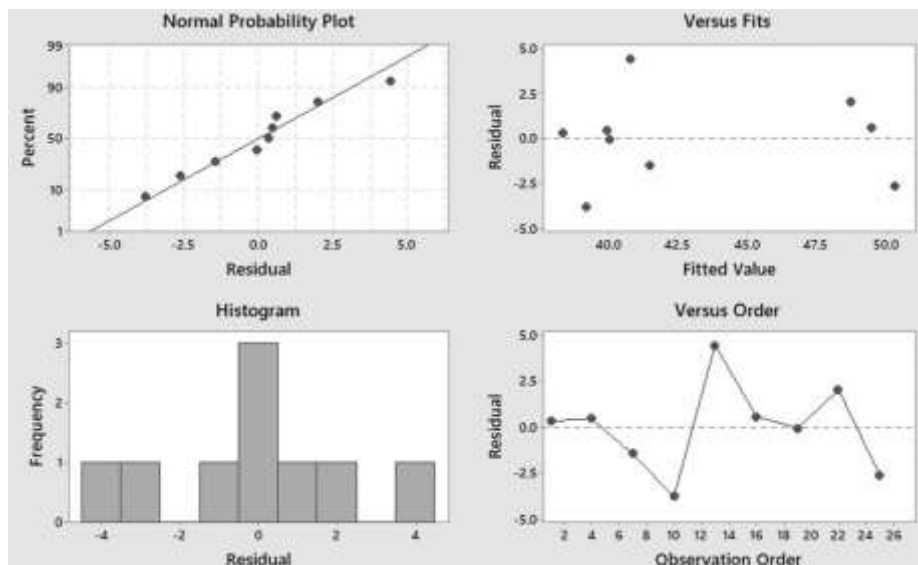 Normal Probability Plot
99
90
50
10
1
Percent
-5.0 -2.5 0.0 2.5 5.0
Residual
Versus Fits
5.0
2.5
0.0
-2.5
-5.0
Residual
40.0 42.5 45.0 47.5 50.0
Fitted Value
Histogram
3
2
1
0
Frequency
-4 -2 0 2 4
Residual
Versus Order
5.0
2.5
0.0
-2.5
-5.0
Residual
2 4 6 8 10 12 14 16 18 20 22 24 26
Observation Order